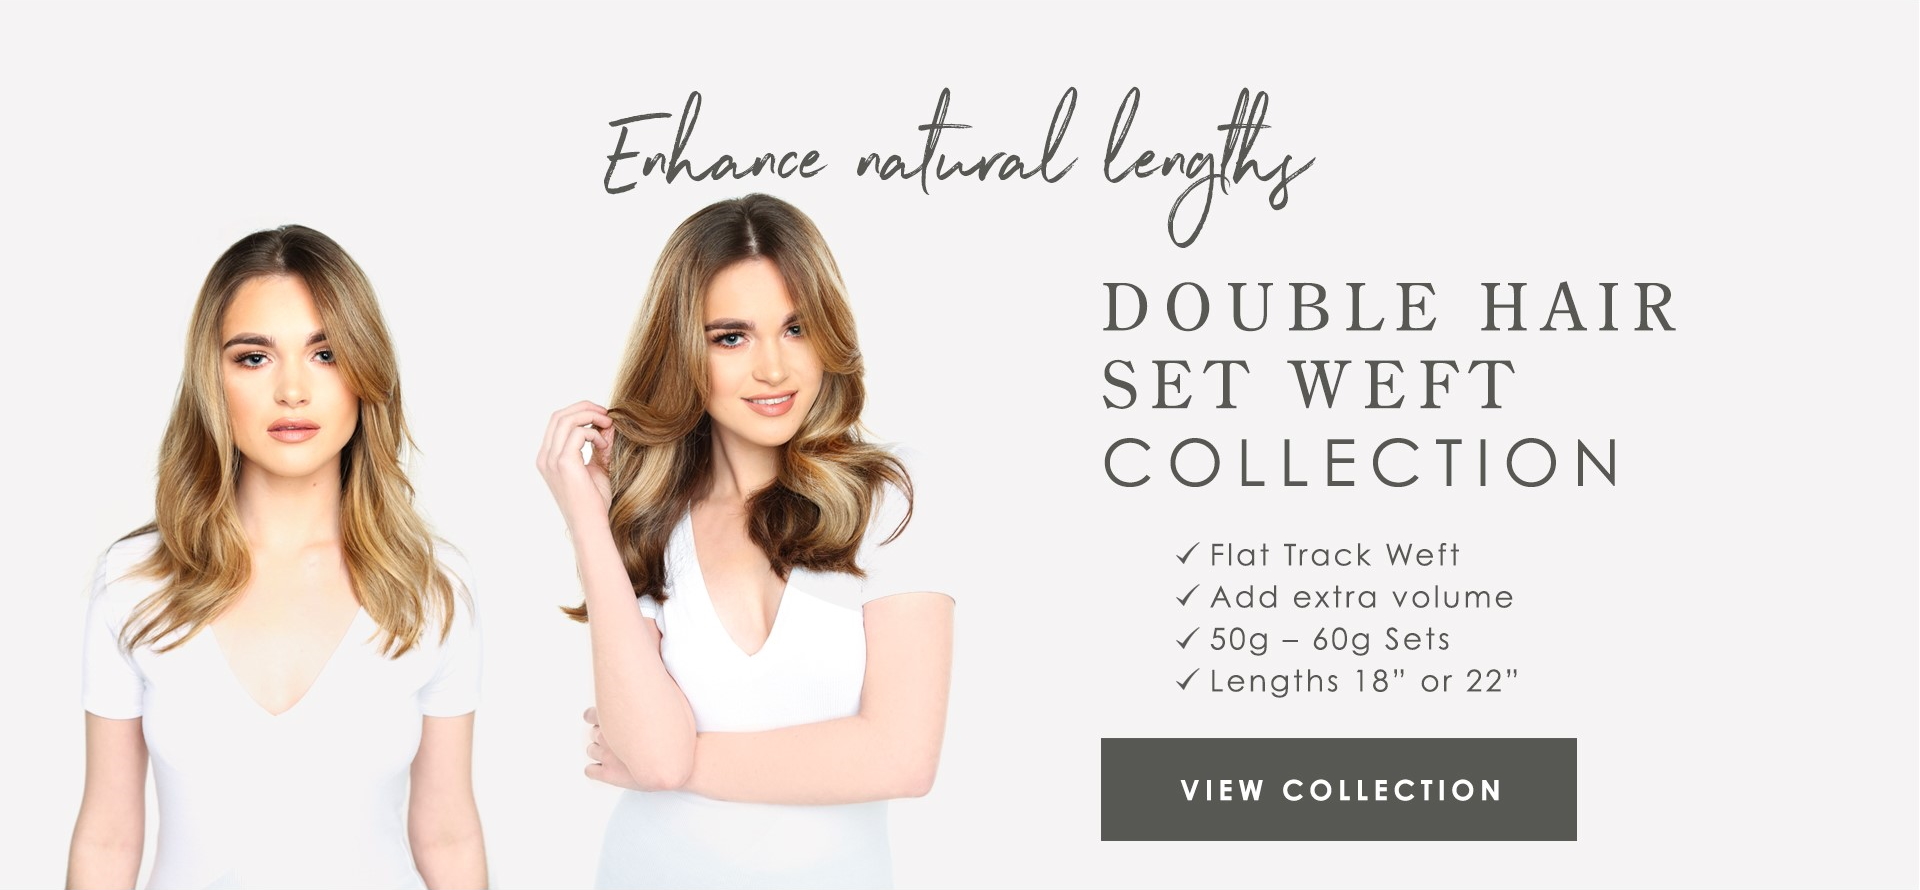 Enhance natural lengths
DOUBLE HAIR
SET WEFT
COLLECTION
✓ Flat Track Weft
✓ Add extra volume
✓ 50g – 60g Sets
✓ Lengths 18” or 22”
VIEW COLLECTION